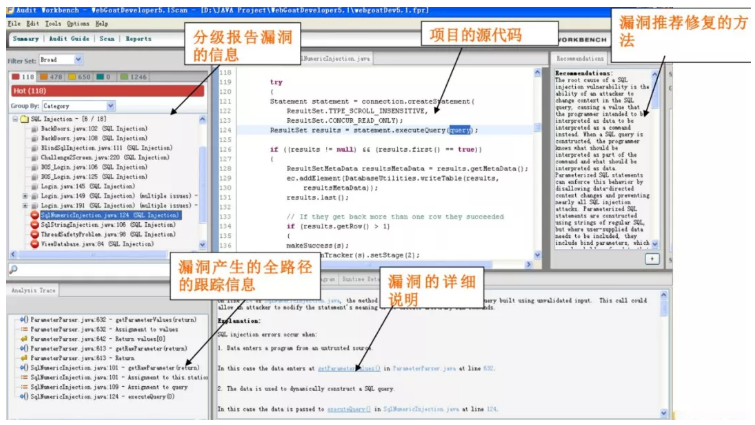 Audit Workbench - WebGoatDeveloper5.1Scan - [D:\JAVA Project\WebGoatDeveloper5.1\webgoatDev5.1.fpr]
File Edit Tools Options Help
Summary | Audit Guide | Scan | Reports
WORKBENCH
分级报告漏洞
的信息
项目的源代码
漏洞推荐修复的方
法
Filter Set: Broad
118 478 650 0 1246
Hot (118)
Group By: Category
SQL Injection - [8 / 18]
BackDoors.java:102 (SQL Injection)
BackDoors.java:108 (SQL Injection)
BlindSqlInjection.java:111 (SQL Injection)
ChallengeScreen.java:220 (SQL Injection)
DOS_Login.java:106 (SQL Injection)
DOS_Login.java:125 (SQL Injection)
Login.java:145 (SQL Injection)
Login.java:149 (SQL Injection) (multiple issues) -
Login.java:191 (SQL Injection) (multiple issues) -
SqlNumericInjection.java:124 (SQL Injection)
SqlStringInjection.java:106 (SQL Injection)
ThreadSafetyProblem.java:98 (SQL Injection)
ViewDatabase.java:84 (SQL Injection)
NumericInjection.java
118
119 try
120 {
121 Statement statement = connection.createStatement(
122 ResultSet.TYPE_SCROLL_INSENSITIVE,
123 ResultSet.CONCUR_READ_ONLY);
124 ResultSet results = statement.executeQuery(query);
125
126 if ((results != null) && (results.first() == true))
127 {
128 ResultSetMetaData resultsMetaData = results.getMetaData();
129 ec.addElement(DatabaseUtilities.writeTable(results,
130 resultsMetaData));
131 results.last();
132
133 // If they get back more than one row they succeeded
134 if (results.getRow() > 1)
135 {
136 makeSuccess(s);
nTracker(s).setStage(2);
Recommendations
Recommendations:
The root cause of a SQL
injection vulnerability is the
ability of an attacker to
change context in the SQL
query, causing a value that
the programmer intended to be
interpreted as data to be
interpreted as a command
instead. When a SQL query is
constructed, the programmer
knows what should be
interpreted as part of the
command and what should be
interpreted as data.
Parameterized SQL statements
can enforce this behavior by
disallowing data-directed
context changes and preventing
nearly all SQL injection
attacks. Parameterized SQL
statements are constructed
using strings of regular SQL,
but where user-supplied data
needs to be included, they
include bind parameters, which
漏洞产生的全路径
的跟踪信息
漏洞的详细
说明
Analysis Trace
ParameterParser.java:632 - getParameterValues(return)
ParameterParser.java:632 - Assignment to values
ParameterParser.java:642 - Return values[0]
ParameterParser.java:613 - getRawParameter(return)
ParameterParser.java:613 - Return
SqlNumericInjection.java:101 - getRawParameter(return)
SqlNumericInjection.java:101 - Assignment to this.station
SqlNumericInjection.java:109 - Assignment to query
SqlNumericInjection.java:124 - executeQuery(0)
.java, the method query built using unvalidated input. This call could
allow an attacker to modify the statement's meaning
Explanation:
SQL injection errors occur when:
1. Data enters a program from an untrusted source.
In this case the data enters at getParameterValues() in ParameterParser.java at line 632.
2. The data is used to dynamically construct a SQL query.
In this case the data is passed to executeQuery() in SqlNumericInjection.java at line 124.